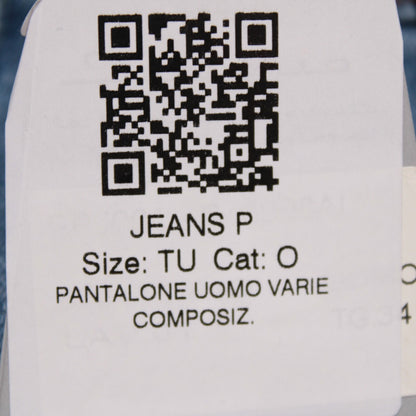 JEANS P
Size: TU Cat: O
PANTALONE UOMO VARIE
COMPOSIZ.